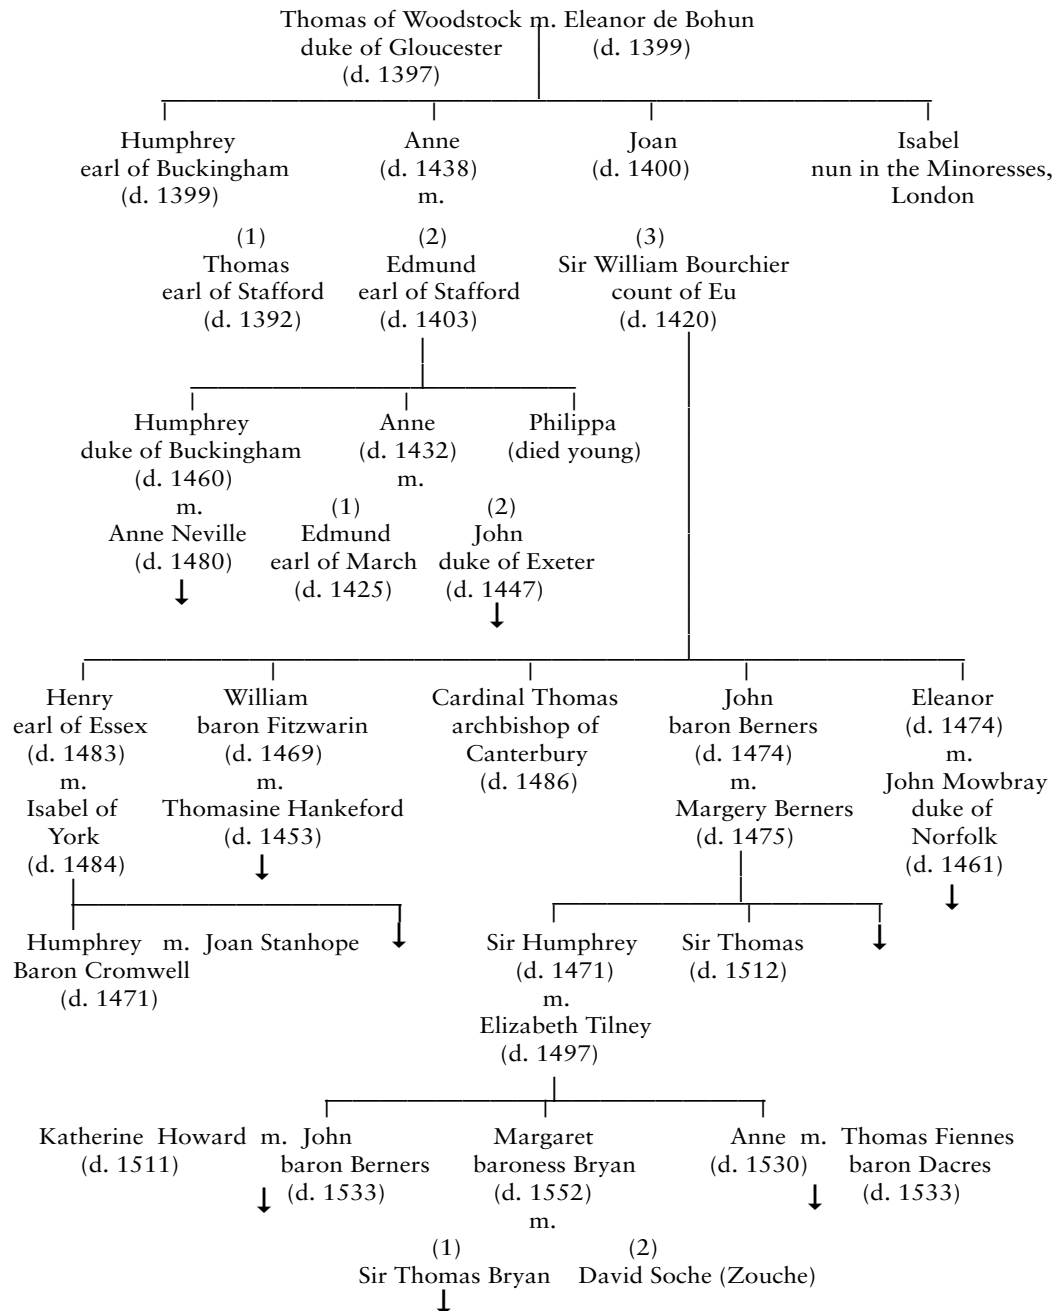 Thomas of Woodstock m. Eleanor de Bohun
duke of Gloucester (d. 1399)
(d. 1397)
Humphrey Anne Joan Isabel
earl of Buckingham (d. 1438) (d. 1400) nun in the Minoresses,
(d. 1399) m. London
(1) (2) (3)
Thomas Edmund Sir William Bourchier
earl of Stafford earl of Stafford count of Eu
(d. 1392) (d. 1403) (d. 1420)
Humphrey Anne Philippa
duke of Buckingham (d. 1432) (died young)
(d. 1460) m.
m. (1) (2)
Anne Neville Edmund John
(d. 1480) earl of March duke of Exeter
(d. 1425) (d. 1447)
Henry William Cardinal Thomas John Eleanor
earl of Essex baron Fitzwarin archbishop of baron Berners (d. 1474)
(d. 1483) (d. 1469) Canterbury (d. 1474) m.
m. m. (d. 1486) m. John Mowbray
Isabel of Thomasine Hankeford Margery Berners duke of
York (d. 1453) (d. 1475) Norfolk
(d. 1484) (d. 1461)
Humphrey m. Joan Stanhope Sir Humphrey Sir Thomas
Baron Cromwell (d. 1471) (d. 1512)
(d. 1471) m.
Elizabeth Tilney
(d. 1497)
Katherine Howard m. John Margaret Anne m. Thomas Fiennes
(d. 1511) baron Berners baroness Bryan (d. 1530) baron Dacres
(d. 1533) (d. 1552) (d. 1533)
m.
(1) (2)
Sir Thomas Bryan David Soche (Zouche)